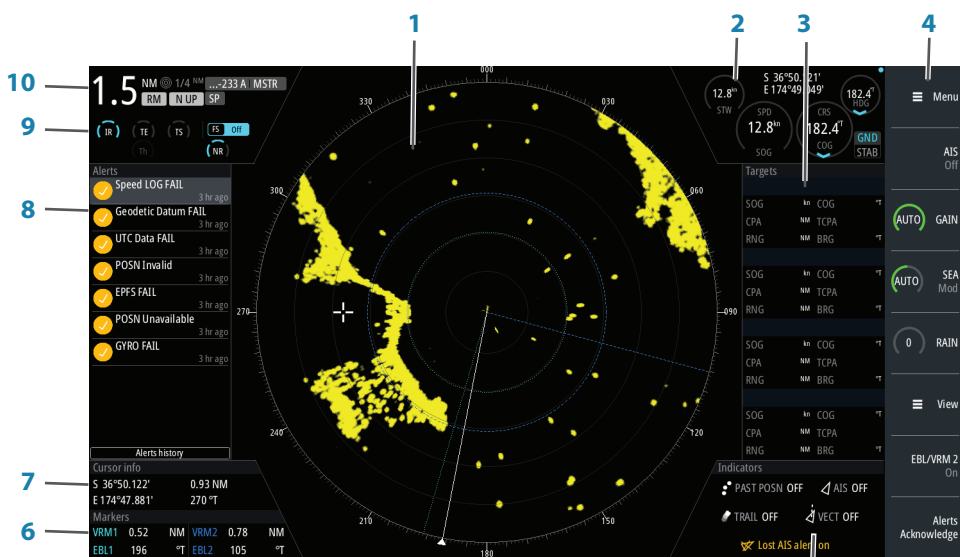 1
2
3
4
10
1.5 NM 1/4 NM ...-233 A MSTR
RM N UP SP
9
IR TE TS FS Off
Th NR
Alerts
Speed LOG FAIL
3 hr ago
8
Geodetic Datum FAIL
3 hr ago
UTC Data FAIL
3 hr ago
POSN Invalid
3 hr ago
EPFS FAIL
3 hr ago
POSN Unavailable
3 hr ago
GYRO FAIL
3 hr ago
Alerts history
7
Cursor info
S 36°50.122' 0.93 NM
E 174°47.881' 270 °T
6
Markers
VRM1 0.52 NM VRM2 0.78 NM
EBL1 196 °T EBL2 105 °T
000
030
060
090
120
150
180
210
240
270
300
330
12.8kn
STW
SPD
12.8kn
SOG
S 36°50.121'
E 174°49.049'
CRS
182.4°T
COG
182.4°T
HDG
GND
STAB
Targets
SOG kn COG °T
CPA NM TCPA
RNG NM BRG °T
SOG kn COG °T
CPA NM TCPA
RNG NM BRG °T
SOG kn COG °T
CPA NM TCPA
RNG NM BRG °T
SOG kn COG °T
CPA NM TCPA
RNG NM BRG °T
Indicators
PAST POSN OFF AIS OFF
TRAIL OFF VECT OFF
Lost AIS alert on
Menu
AIS
Off
AUTO GAIN
AUTO SEA
Mod
0 RAIN
View
EBL/VRM 2
On
Alerts
Acknowledge